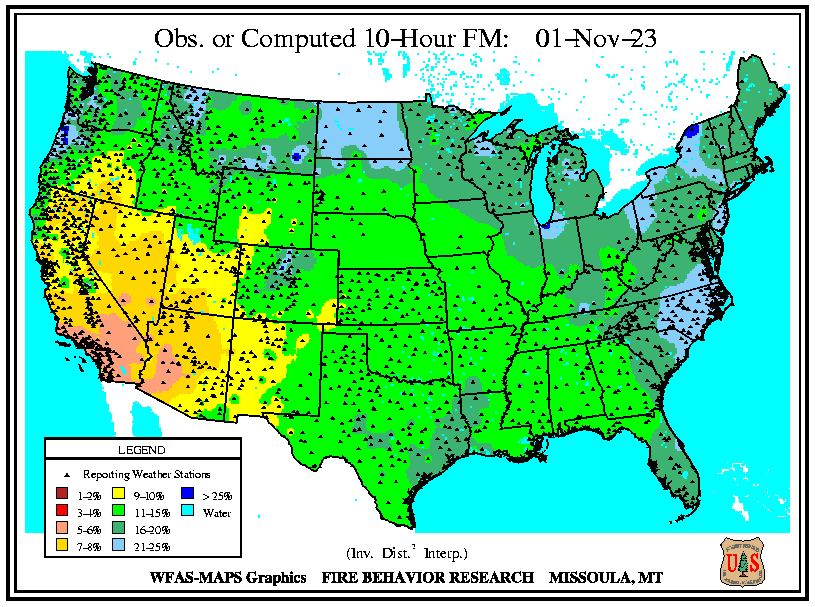 Obs. or Computed 10-Hour FM: 01-Nov-23
LEGEND
Reporting Weather Stations
1-2% 9-10% > 25%
3-4% 11-15% Water
5-6% 16-20%
7-8% 21-25%
(Inv. Dist.² Interp.)
WFAS-MAPS Graphics FIRE BEHAVIOR RESEARCH MISSOULA, MT
U S